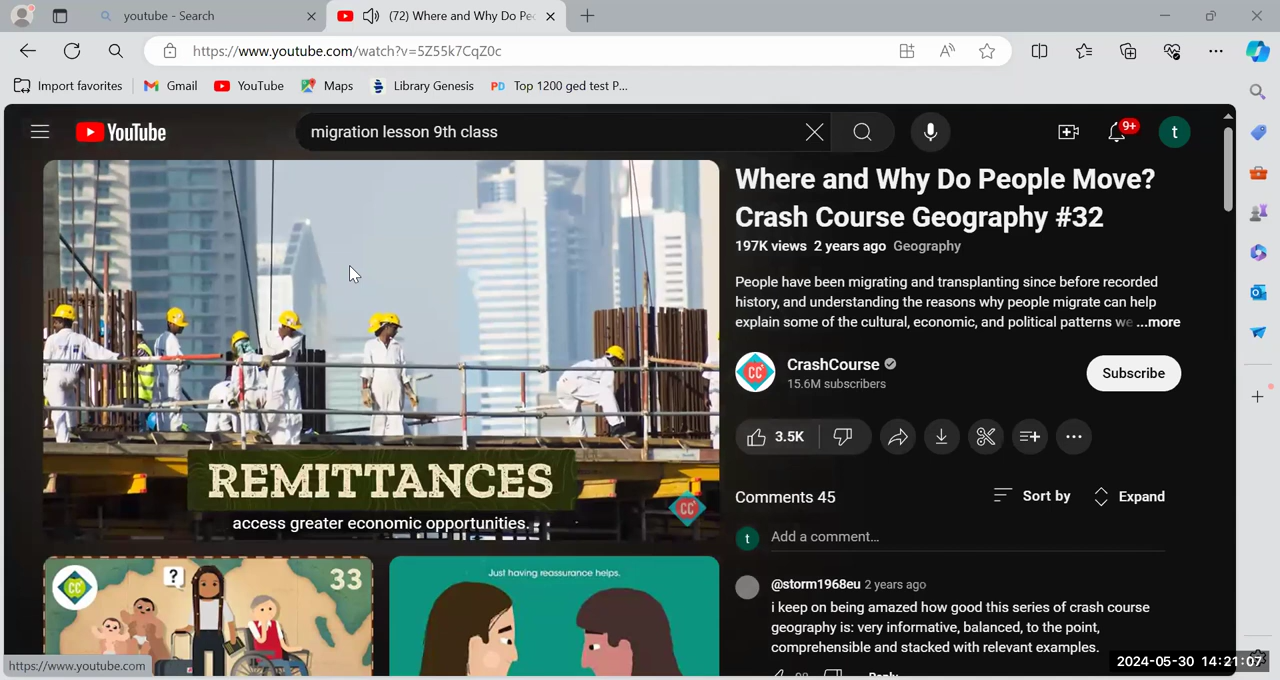 youtube - Search
(72) Where and Why Do Pe
https://www.youtube.com/watch?v=5Z55k7CqZ0c
Import favorites
Gmail
YouTube
Maps
Library Genesis
PD Top 1200 ged test P...
YouTube
migration lesson 9th class
9+
t
REMITTANCES
access greater economic opportunities.
CC
Where and Why Do People Move?
Crash Course Geography #32
197K views 2 years ago Geography
People have been migrating and transplanting since before recorded
history, and understanding the reasons why people migrate can help
explain some of the cultural, economic, and political patterns we ...more
CC
CrashCourse
15.6M subscribers
Subscribe
3.5K
Comments 45
Sort by
Expand
t
Add a comment...
@storm1968eu 2 years ago
i keep on being amazed how good this series of crash course
geography is: very informative, balanced, to the point,
comprehensible and stacked with relevant examples.
98
Reply
CC
?
33
Just having reassurance helps.
https://www.youtube.com
2024-05-30 14:21:07